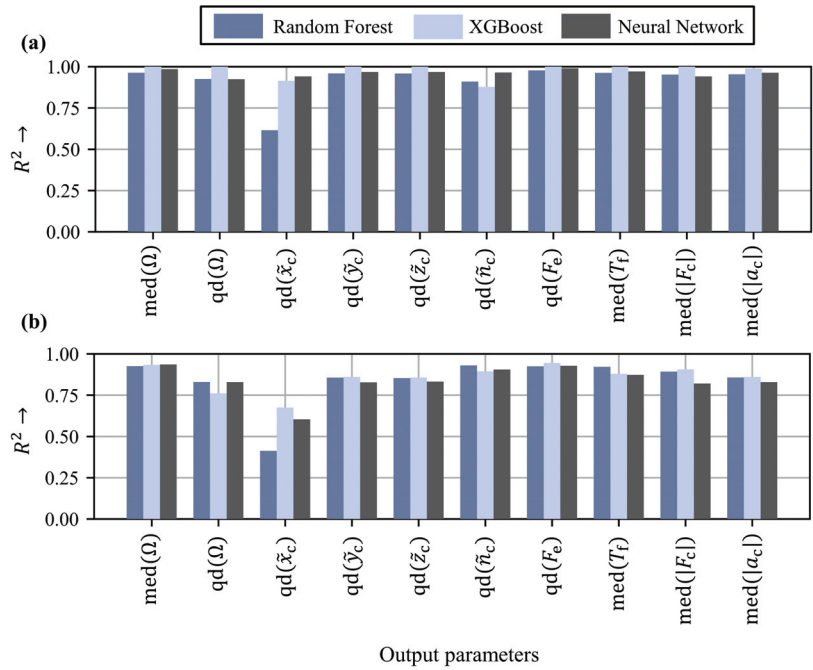 Random Forest XGBoost Neural Network
(a)
1.00
0.75
0.50
0.25
0.00
R² →
med(Ω) qd(Ω) qd(x̃c) qd(ỹc) qd(z̃c) qd(ñc) qd(Fe) med(Tf) med(|Fc|) med(|ac|)
(b)
1.00
0.75
0.50
0.25
0.00
R² →
med(Ω) qd(Ω) qd(x̃c) qd(ỹc) qd(z̃c) qd(ñc) qd(Fe) med(Tf) med(|Fc|) med(|ac|)
Output parameters